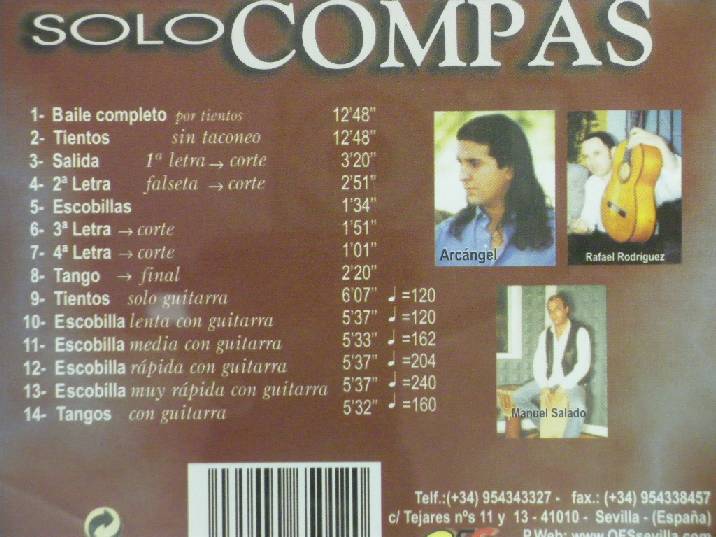 SOLO COMPAS
1- Baile completo por tientos 12'48"
2- Tientos sin taconeo 12'48"
3- Salida 1ª letra → corte 3'20"
4- 2ª Letra falseta → corte 2'51"
5- Escobillas 1'34"
6- 3ª Letra → corte 1'51"
7- 4ª Letra → corte 1'01"
8- Tango → final 2'20"
9- Tientos solo guitarra 6'07" ♩=120
10- Escobilla lenta con guitarra 5'37" ♩=120
11- Escobilla media con guitarra 5'33" ♩=162
12- Escobilla rápida con guitarra 5'37" ♩=204
13- Escobilla muy rápida con guitarra 5'37" ♩=240
14- Tangos con guitarra 5'32" ♩=160
Arcángel
Rafael Rodríguez
Manuel Salado
Telf.:(+34) 954343327 - fax.: (+34) 954338457
c/ Tejares nºs 11 y 13 - 41010 - Sevilla - (España)
P.Web: www.OFSsevilla.com